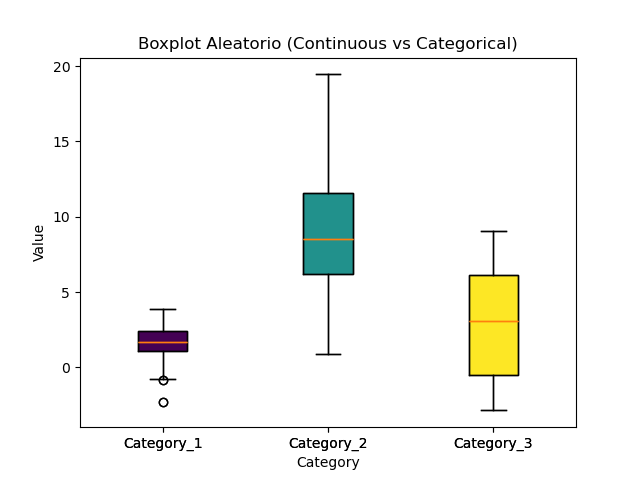 Boxplot Aleatorio (Continuous vs Categorical)
20
15
10
5
0
Value
Category_1
Category_2
Category_3
Category